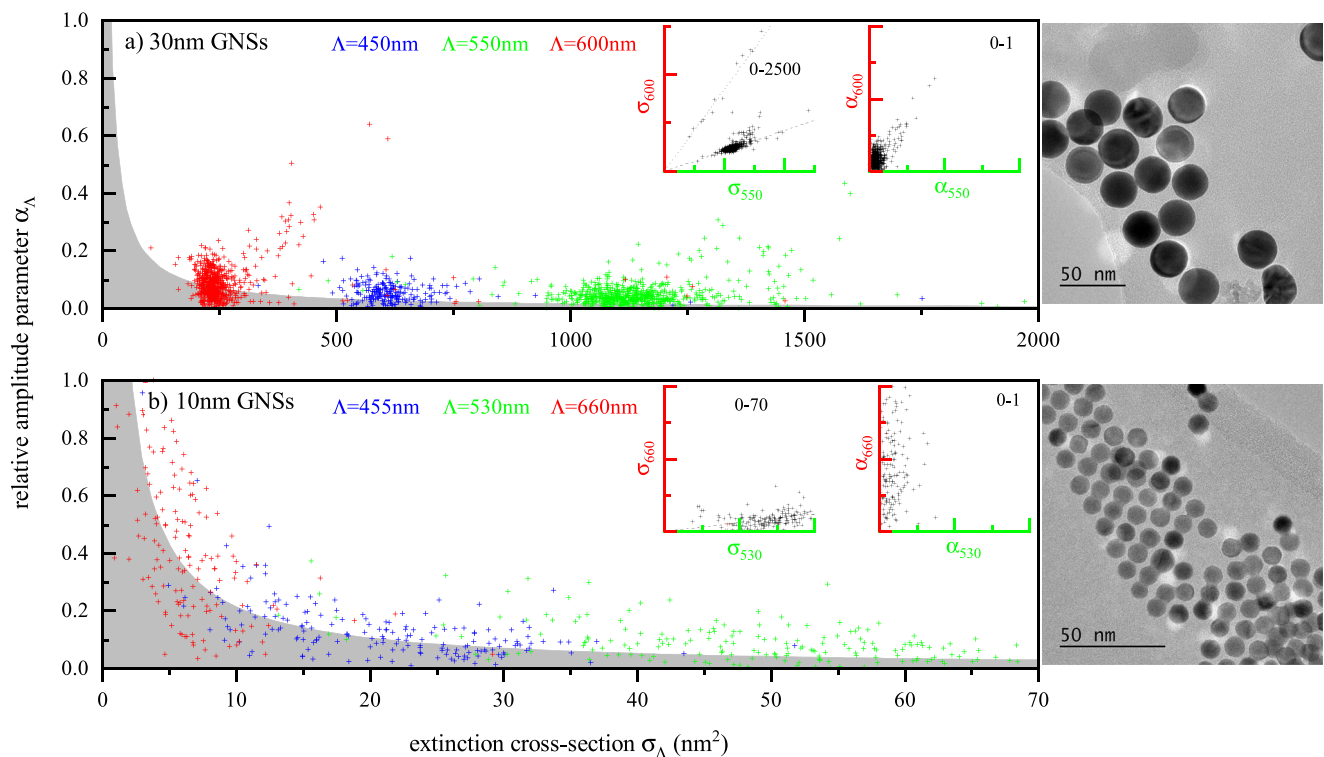 1.0
0.8
0.6
0.4
0.2
0.0
a) 30nm GNSs
Λ=450nm
Λ=550nm
Λ=600nm
σ600
0-2500
σ550
α600
0-1
α550
0
500
1000
1500
2000
50 nm
relative amplitude parameter αΛ
1.0
0.8
0.6
0.4
0.2
0.0
b) 10nm GNSs
Λ=455nm
Λ=530nm
Λ=660nm
σ660
0-70
σ530
α660
0-1
α530
0
10
20
30
40
50
60
70
50 nm
extinction cross-section σΛ (nm²)